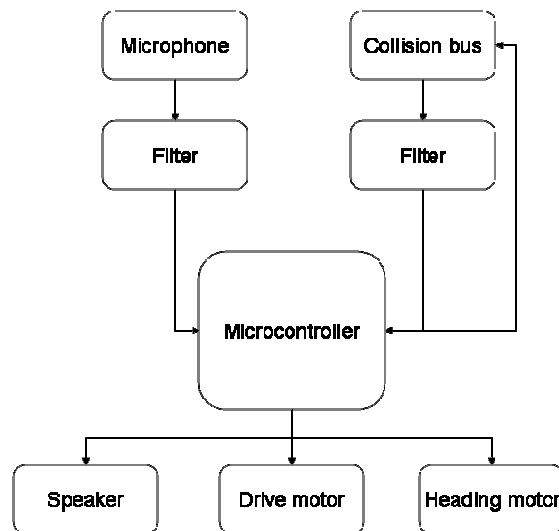 Microphone
Collision bus
Filter
Filter
Microcontroller
Speaker
Drive motor
Heading motor